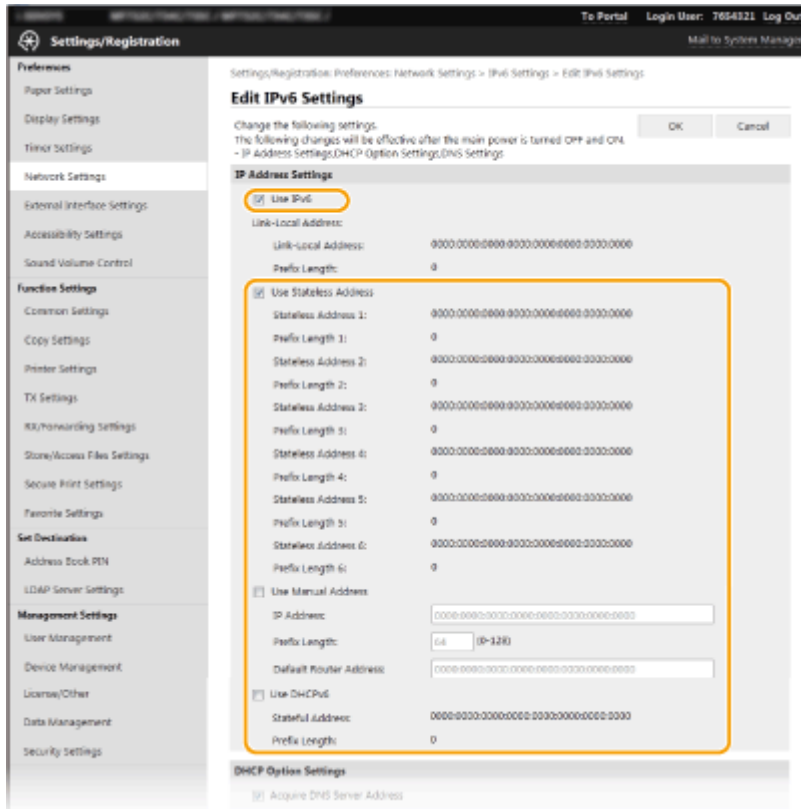 To Portal Login User: 7654321 Log Out
Settings/Registration
Mail to System Manager
Preferences
Paper Settings
Display Settings
Timer Settings
Network Settings
External Interface Settings
Accessibility Settings
Sound Volume Control
Function Settings
Common Settings
Copy Settings
Printer Settings
TX Settings
RX/Forwarding Settings
Store/Access Files Settings
Secure Print Settings
Favorite Settings
Set Destination
Address Book PIN
LDAP Server Settings
Management Settings
User Management
Device Management
License/Other
Data Management
Security Settings
Settings/Registration: Preferences: Network Settings > IPv6 Settings > Edit IPv6 Settings
Edit IPv6 Settings
Change the following settings.
The following changes will be effective after the main power is turned OFF and ON.
- IP Address Settings,DHCP Option Settings,DNS Settings
OK Cancel
IP Address Settings
Use IPv6
Link-Local Address:
Link-Local Address: 0000:0000:0000:0000:0000:0000:0000:0000
Prefix Length: 0
Use Stateless Address
Stateless Address 1: 0000:0000:0000:0000:0000:0000:0000:0000
Prefix Length 1: 0
Stateless Address 2: 0000:0000:0000:0000:0000:0000:0000:0000
Prefix Length 2: 0
Stateless Address 3: 0000:0000:0000:0000:0000:0000:0000:0000
Prefix Length 3: 0
Stateless Address 4: 0000:0000:0000:0000:0000:0000:0000:0000
Prefix Length 4: 0
Stateless Address 5: 0000:0000:0000:0000:0000:0000:0000:0000
Prefix Length 5: 0
Stateless Address 6: 0000:0000:0000:0000:0000:0000:0000:0000
Prefix Length 6: 0
Use Manual Address
IP Address: 0000:0000:0000:0000:0000:0000:0000:0000
Prefix Length: 64 (0-128)
Default Router Address: 0000:0000:0000:0000:0000:0000:0000:0000
Use DHCPv6
Stateful Address: 0000:0000:0000:0000:0000:0000:0000:0000
Prefix Length: 0
DHCP Option Settings
Acquire DNS Server Address